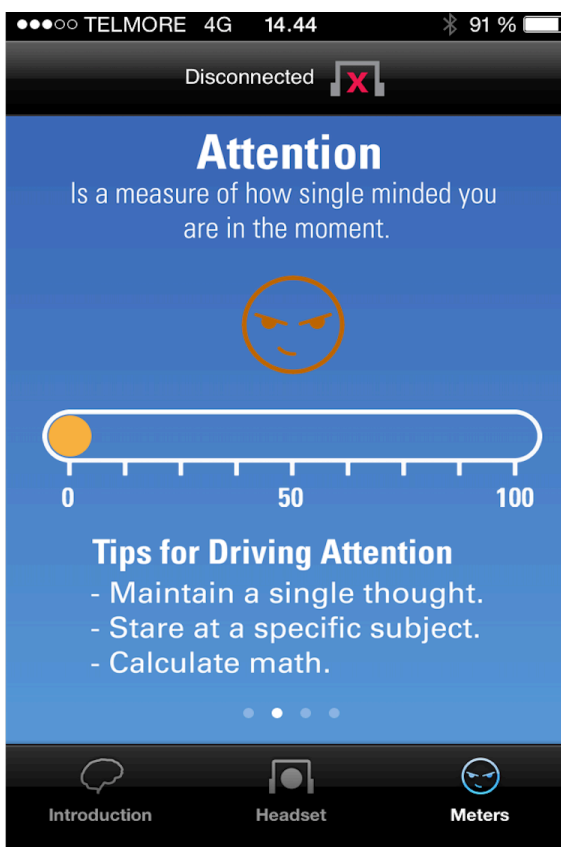 TELMORE 4G 14.44 91 %
Disconnected X
Attention
Is a measure of how single minded you
are in the moment.
0 50 100
Tips for Driving Attention
- Maintain a single thought.
- Stare at a specific subject.
- Calculate math.
Introduction Headset Meters